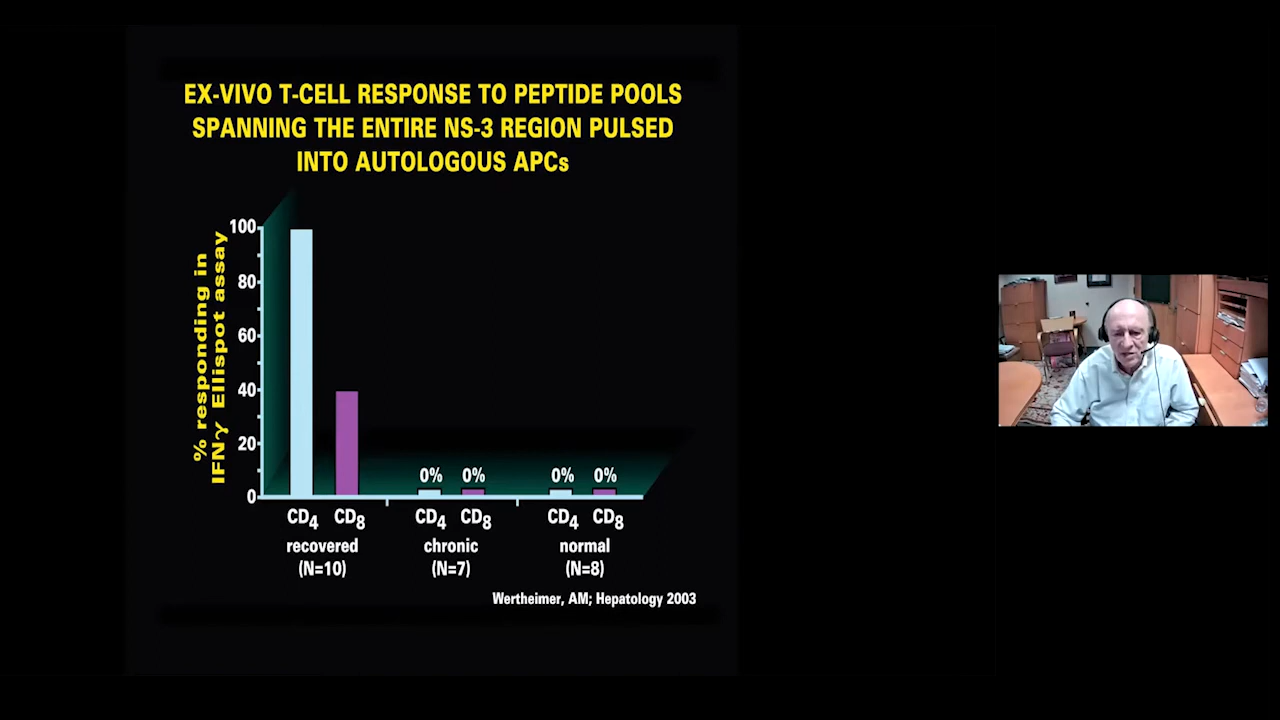 EX-VIVO T-CELL RESPONSE TO PEPTIDE POOLS
SPANNING THE ENTIRE NS-3 REGION PULSED
INTO AUTOLOGOUS APCs
% responding in
IFNγ Ellispot assay
100
80
60
40
20
0
0% 0% 0% 0%
CD4 CD8 CD4 CD8 CD4 CD8
recovered chronic normal
(N=10) (N=7) (N=8)
Wertheimer, AM; Hepatology 2003